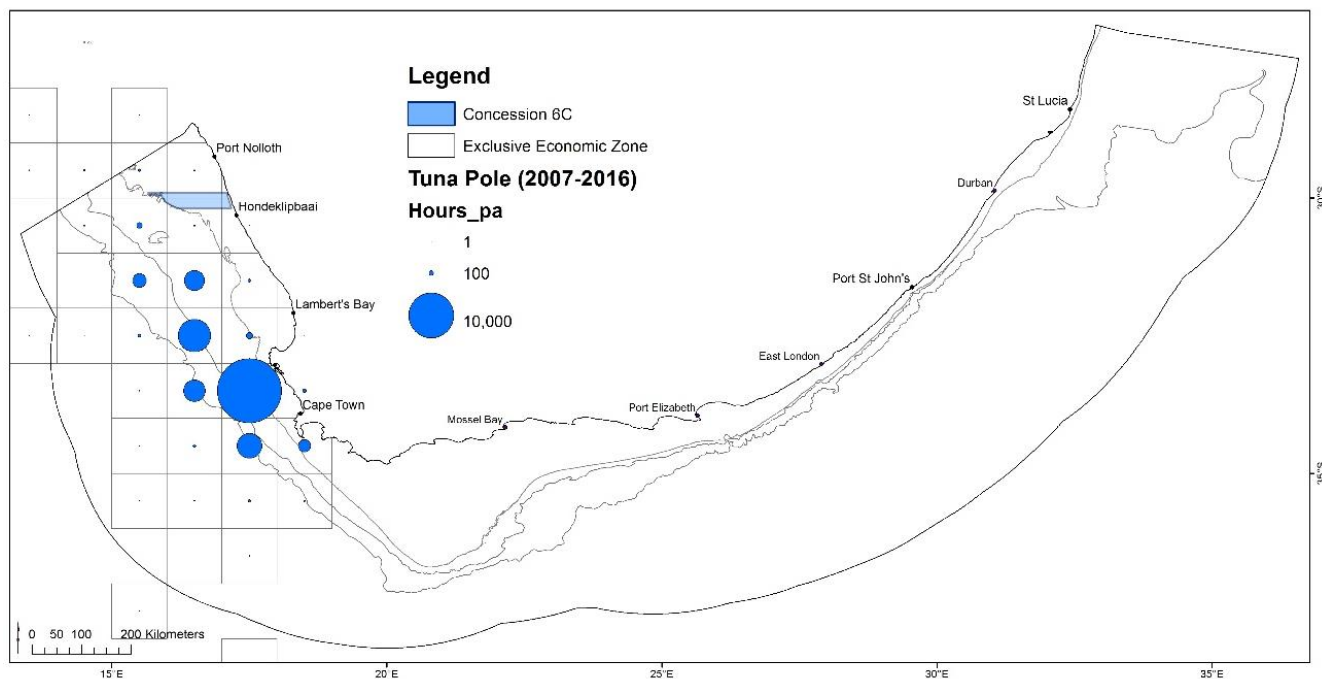 Legend
Concession 6C
Exclusive Economic Zone
Tuna Pole (2007-2016)
Hours_pa
1
100
10,000
St Lucia
Port Nolloth
Durban
Hondeklipbaai
Port St John's
Lambert's Bay
East London
Cape Town
Port Elizabeth
Mossel Bay
0 50 100 200 Kilometers
15°E 20°E 25°E 30°E 35°E